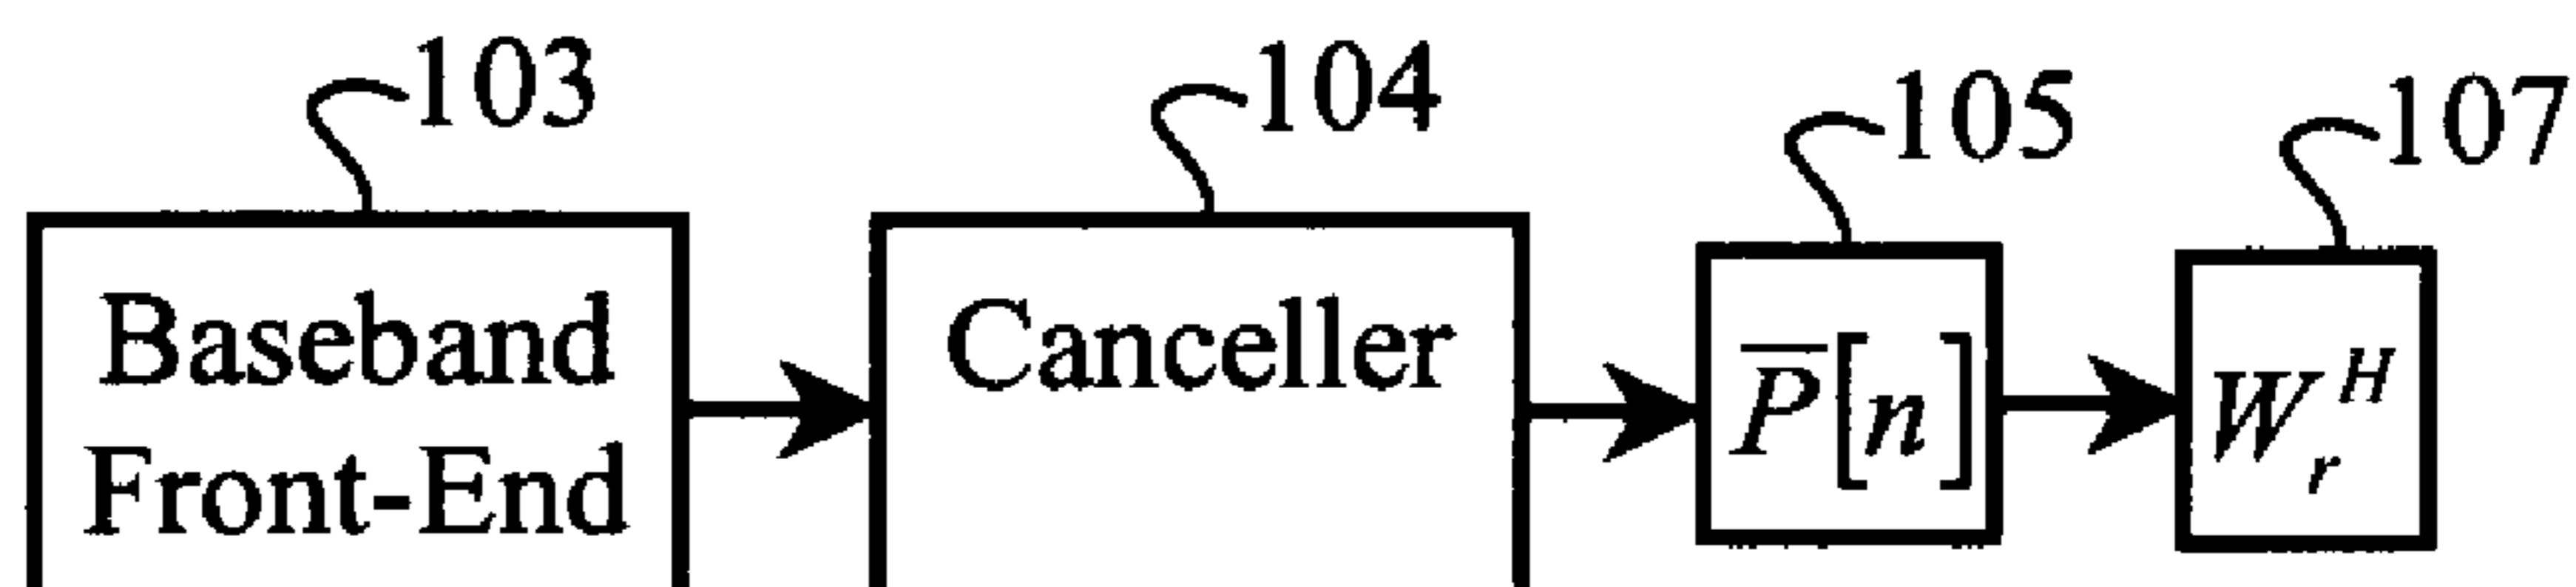 103
104
105
107
Baseband
Front-End
Canceller
P̅[n]
W_r^H